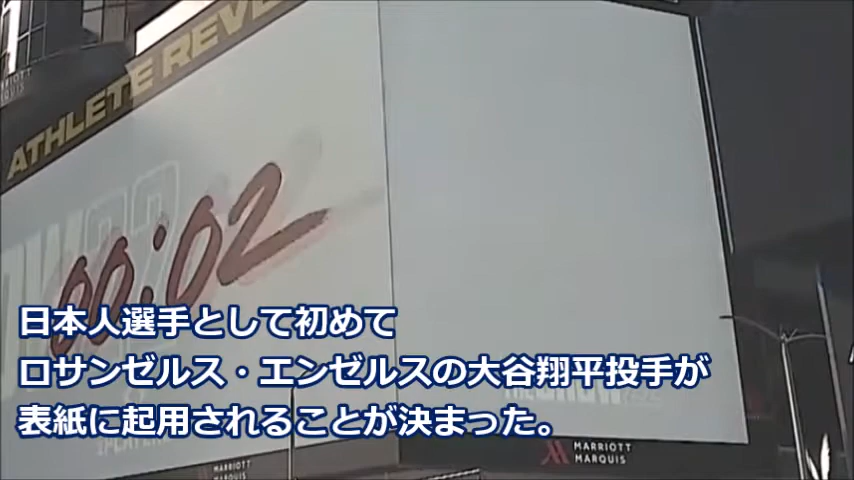 ATHLETE REVE
00:02
日本人選手として初めて
ロサンゼルス・エンゼルスの大谷翔平投手が
表紙に起用されることが決まった。
MARRIOTT
MARQUIS
MARRIOTT
MARQUIS